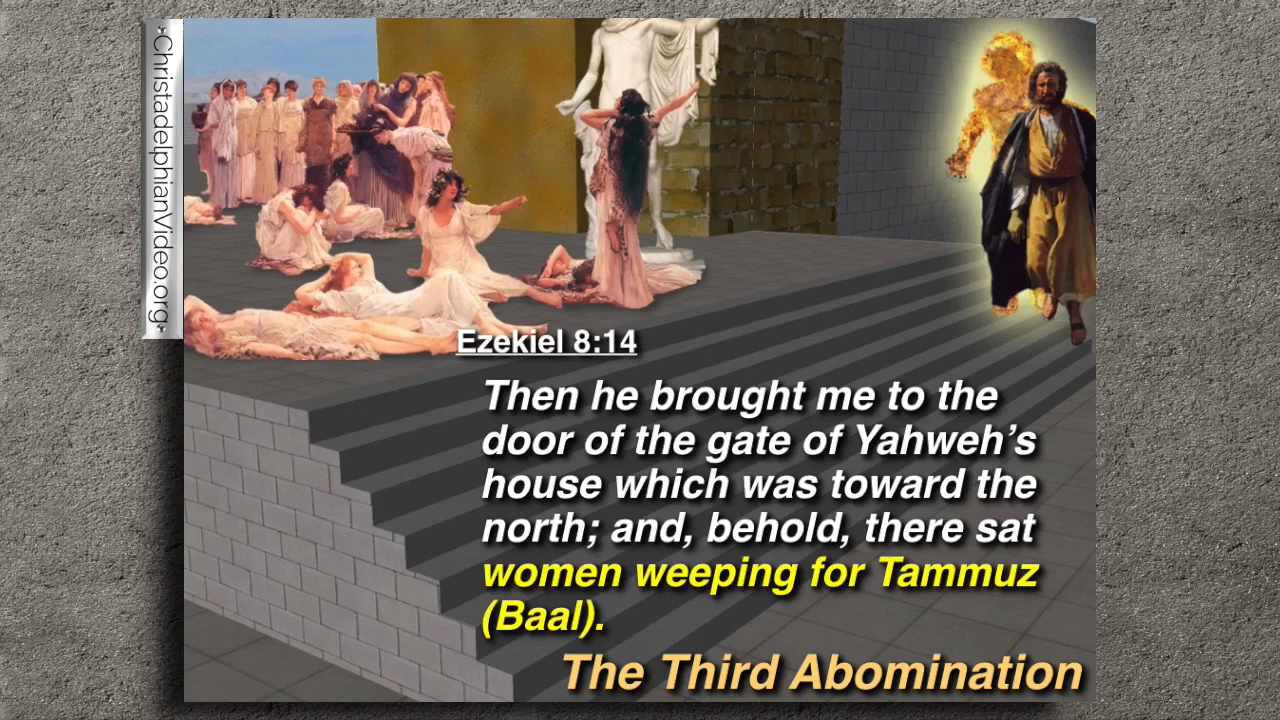 •ChristadelphianVideo.org•
Ezekiel 8:14
Then he brought me to the
door of the gate of Yahweh’s
house which was toward the
north; and, behold, there sat
women weeping for Tammuz
(Baal).
The Third Abomination